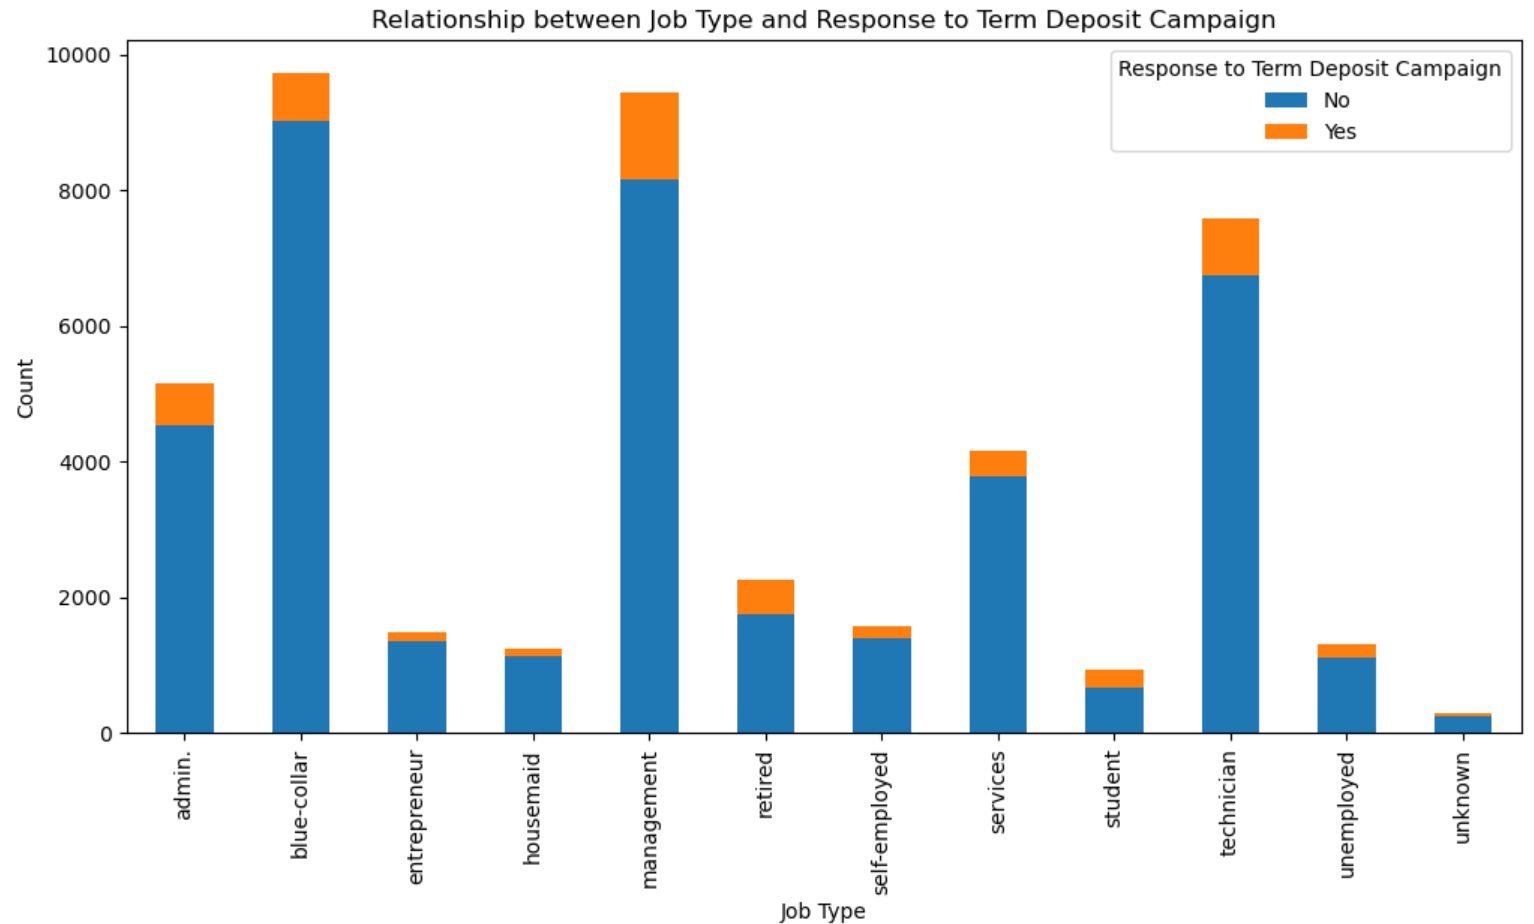 Relationship between Job Type and Response to Term Deposit Campaign
Response to Term Deposit Campaign
No
Yes
10000
8000
6000
4000
2000
0
Count
admin.
blue-collar
entrepreneur
housemaid
management
retired
self-employed
services
student
technician
unemployed
unknown
Job Type